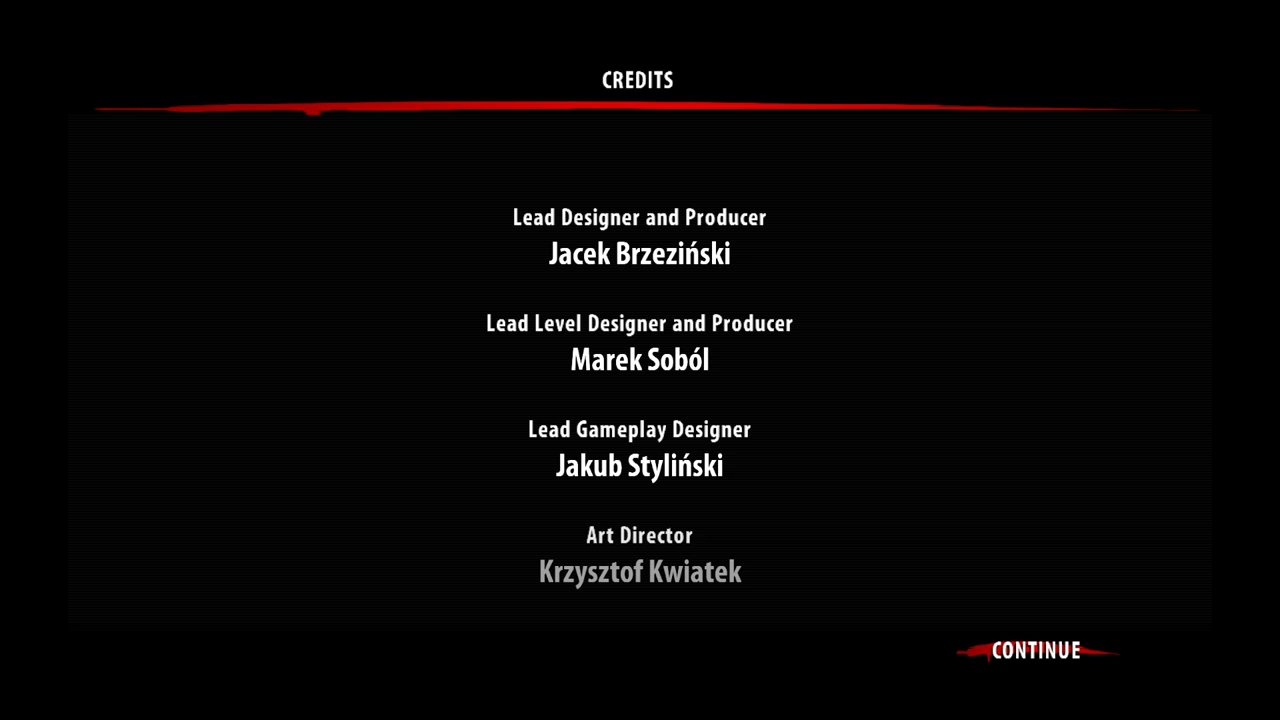 CREDITS
Lead Designer and Producer
Jacek Brzeziński
Lead Level Designer and Producer
Marek Soból
Lead Gameplay Designer
Jakub Styliński
Art Director
Krzysztof Kwiatek
CONTINUE